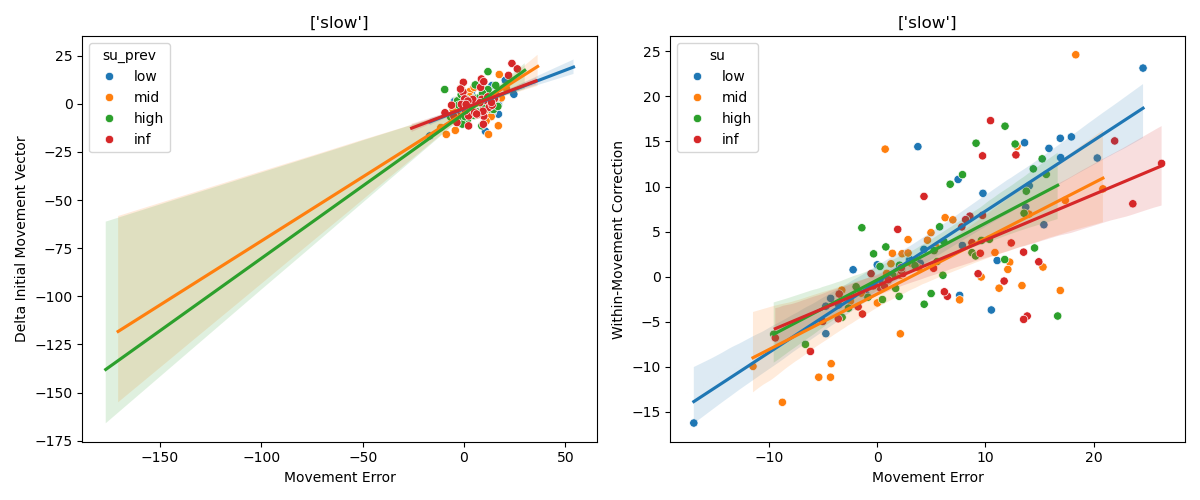 ['slow']
su_prev
low
mid
high
inf
25
0
−25
−50
−75
−100
−125
−150
−175
Delta Initial Movement Vector
−150
−100
−50
0
50
Movement Error
['slow']
su
low
mid
high
inf
25
20
15
10
5
0
−5
−10
−15
Within-Movement Correction
−10
0
10
20
Movement Error